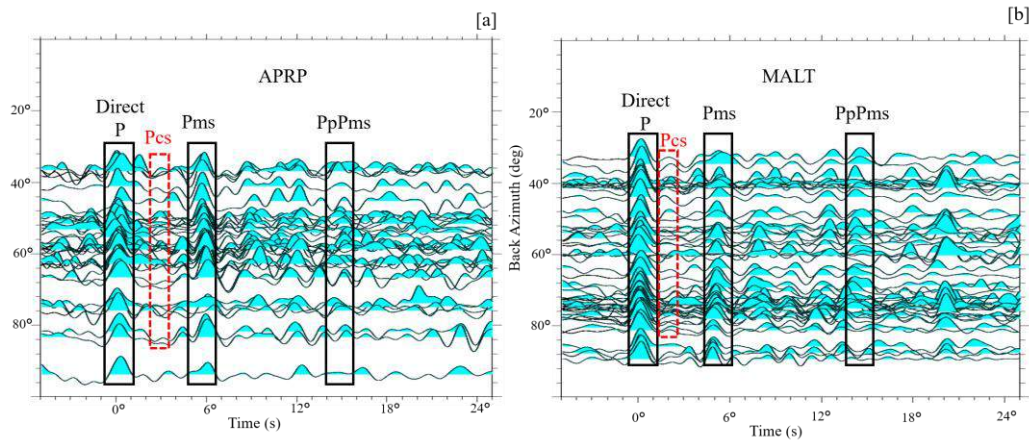 [a]
APRP
Direct
P
Pcs
Pms
PpPms
20°
40°
60°
80°
0°
6°
12°
18°
24°
Time (s)
[b]
MALT
Direct
P
Pcs
Pms
PpPms
Back Azimuth (deg)
20°
40°
60°
80°
0°
6°
12°
18°
24°
Time (s)